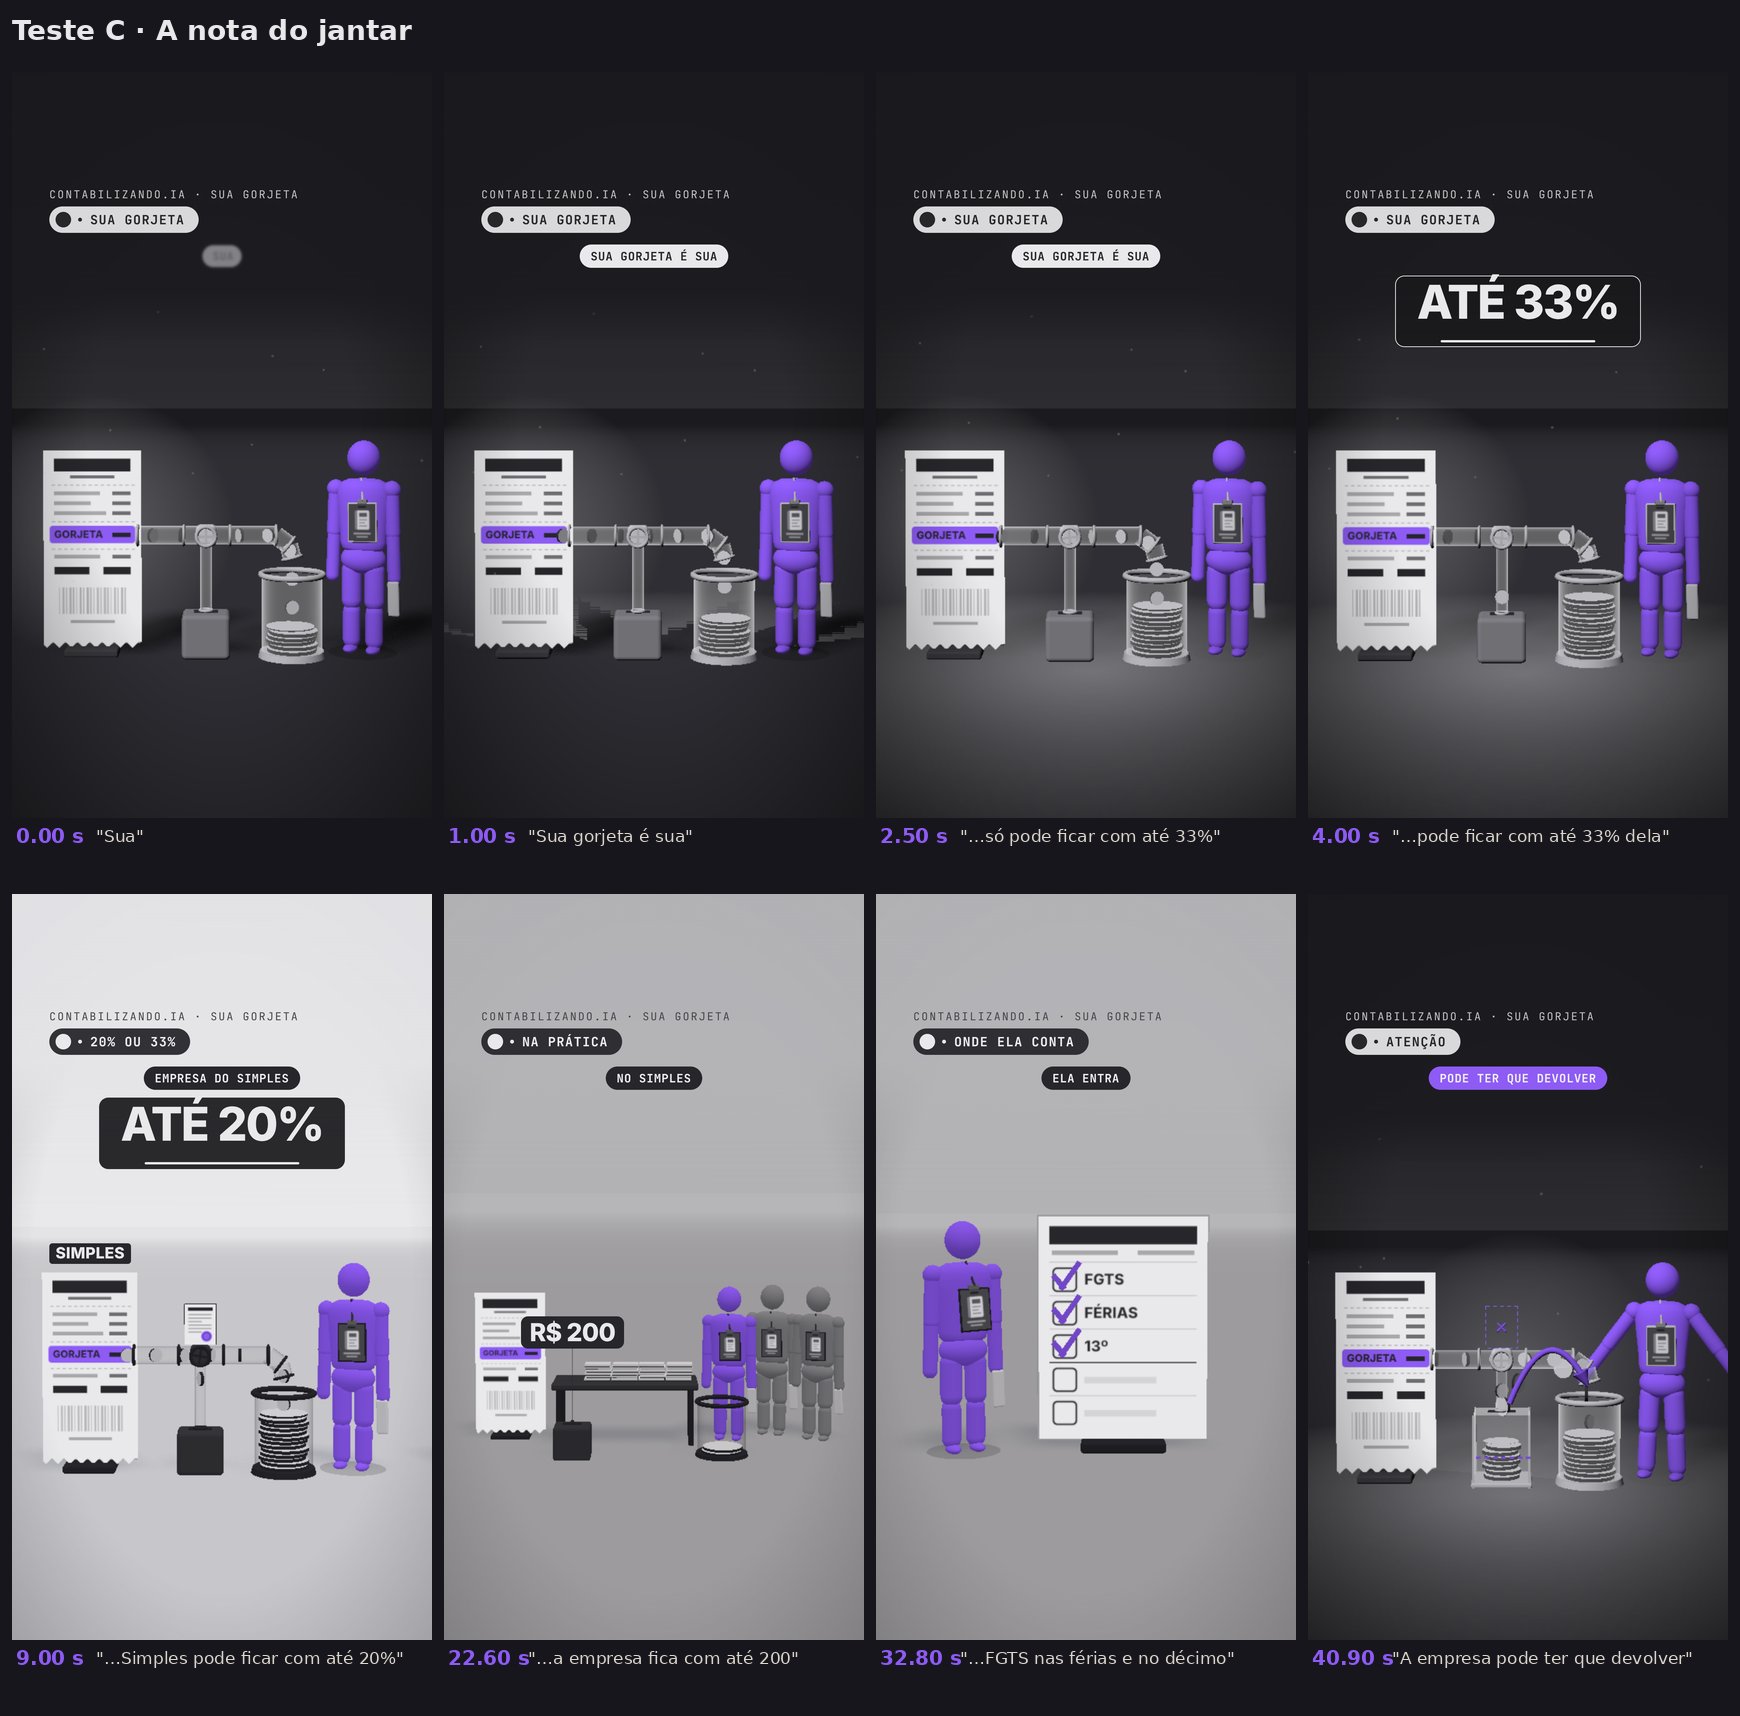 Teste C · A nota do jantar
CONTABILIZANDO.IA · SUA GORJETA
• SUA GORJETA
SUA
GORJETA
0.00 s "Sua"
CONTABILIZANDO.IA · SUA GORJETA
• SUA GORJETA
SUA GORJETA É SUA
GORJETA
1.00 s "Sua gorjeta é sua"
CONTABILIZANDO.IA · SUA GORJETA
• SUA GORJETA
SUA GORJETA É SUA
GORJETA
2.50 s "...só pode ficar com até 33%"
CONTABILIZANDO.IA · SUA GORJETA
• SUA GORJETA
ATÉ 33%
GORJETA
4.00 s "...pode ficar com até 33% dela"
CONTABILIZANDO.IA · SUA GORJETA
• 20% OU 33%
EMPRESA DO SIMPLES
ATÉ 20%
SIMPLES
GORJETA
9.00 s "...Simples pode ficar com até 20%"
CONTABILIZANDO.IA · SUA GORJETA
• NA PRÁTICA
NO SIMPLES
R$ 200
GORJETA
22.60 s "...a empresa fica com até 200"
CONTABILIZANDO.IA · SUA GORJETA
• ONDE ELA CONTA
ELA ENTRA
FGTS
FÉRIAS
13º
32.80 s "...FGTS nas férias e no décimo"
CONTABILIZANDO.IA · SUA GORJETA
• ATENÇÃO
PODE TER QUE DEVOLVER
GORJETA
40.90 s "A empresa pode ter que devolver"